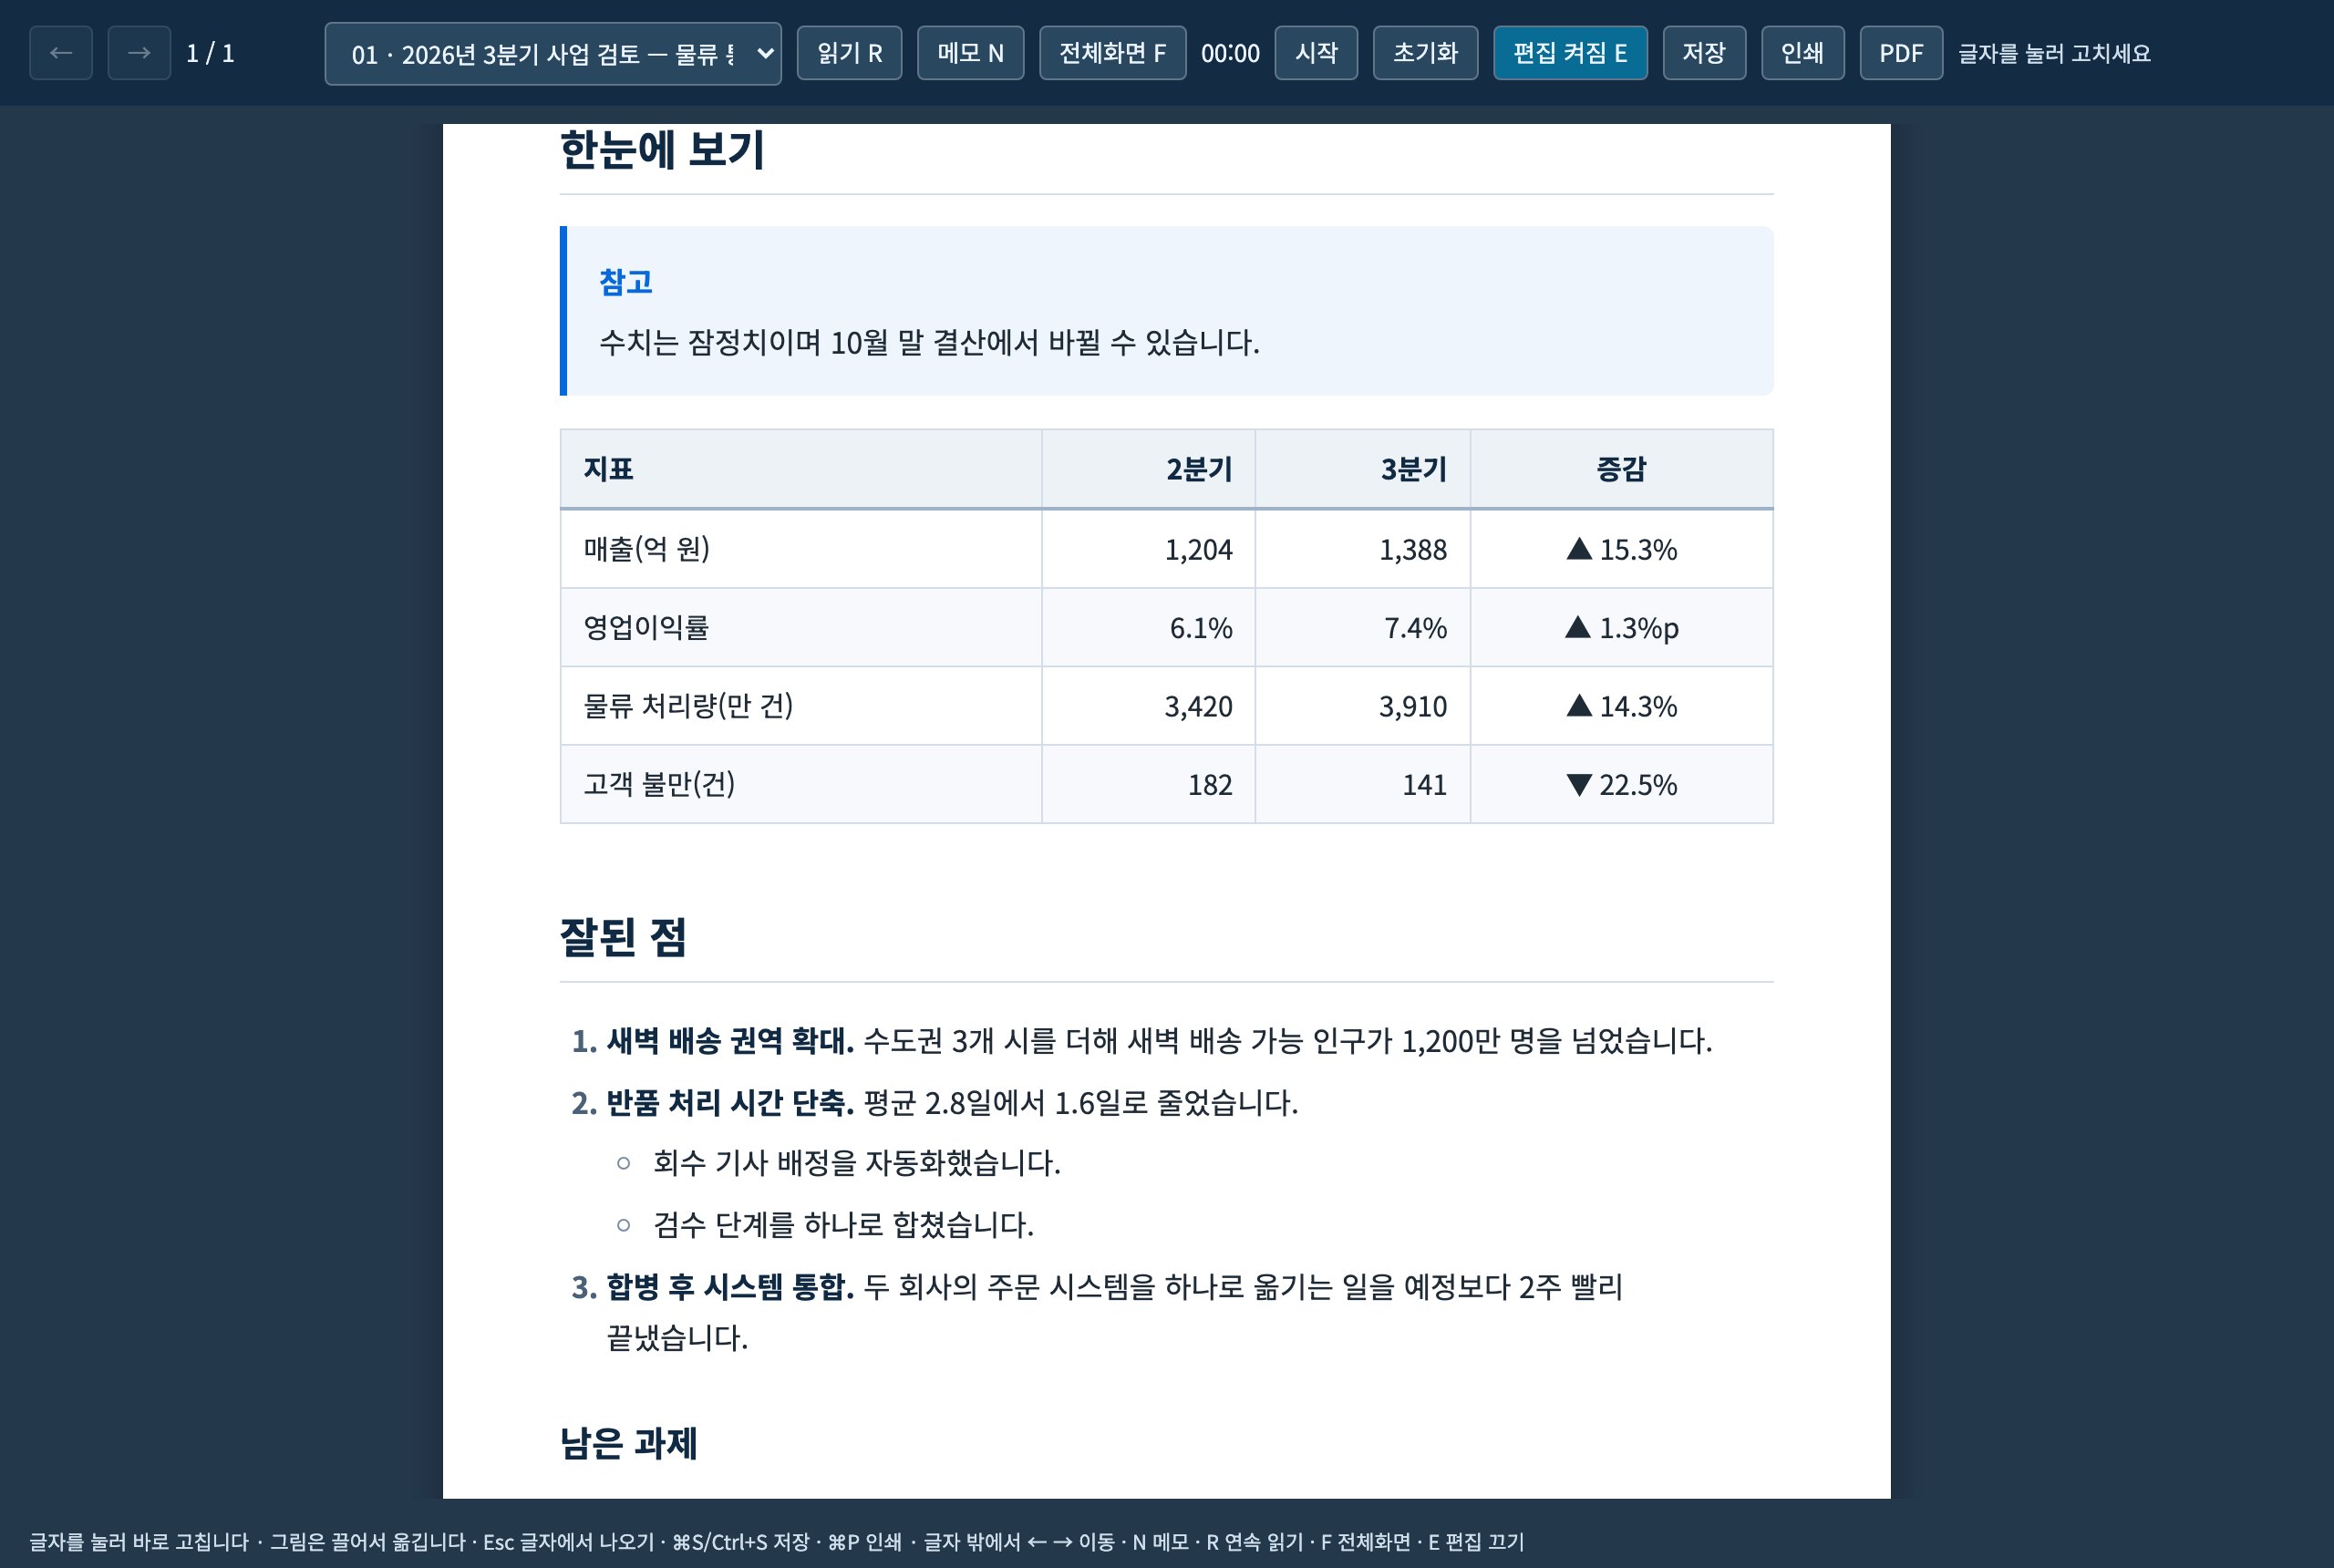 ← → 1 / 1 01 · 2026년 3분기 사업 검토 — 물류 읽기 R 메모 N 전체화면 F 00:00 시작 초기화 편집 켜짐 E 저장 인쇄 PDF 글자를 눌러 고치세요
한눈에 보기
참고
수치는 잠정치이며 10월 말 결산에서 바뀔 수 있습니다.
지표 2분기 3분기 증감
매출(억 원) 1,204 1,388 ▲ 15.3%
영업이익률 6.1% 7.4% ▲ 1.3%p
물류 처리량(만 건) 3,420 3,910 ▲ 14.3%
고객 불만(건) 182 141 ▼ 22.5%
잘된 점
1. 새벽 배송 권역 확대. 수도권 3개 시를 더해 새벽 배송 가능 인구가 1,200만 명을 넘었습니다.
2. 반품 처리 시간 단축. 평균 2.8일에서 1.6일로 줄었습니다.
○ 회수 기사 배정을 자동화했습니다.
○ 검수 단계를 하나로 합쳤습니다.
3. 합병 후 시스템 통합. 두 회사의 주문 시스템을 하나로 옮기는 일을 예정보다 2주 빨리
끝냈습니다.
남은 과제
글자를 눌러 바로 고칩니다 · 그림은 끌어서 옮깁니다 · Esc 글자에서 나오기 · ⌘S/Ctrl+S 저장 · ⌘P 인쇄 · 글자 밖에서 ← → 이동 · N 메모 · R 연속 읽기 · F 전체화면 · E 편집 끄기